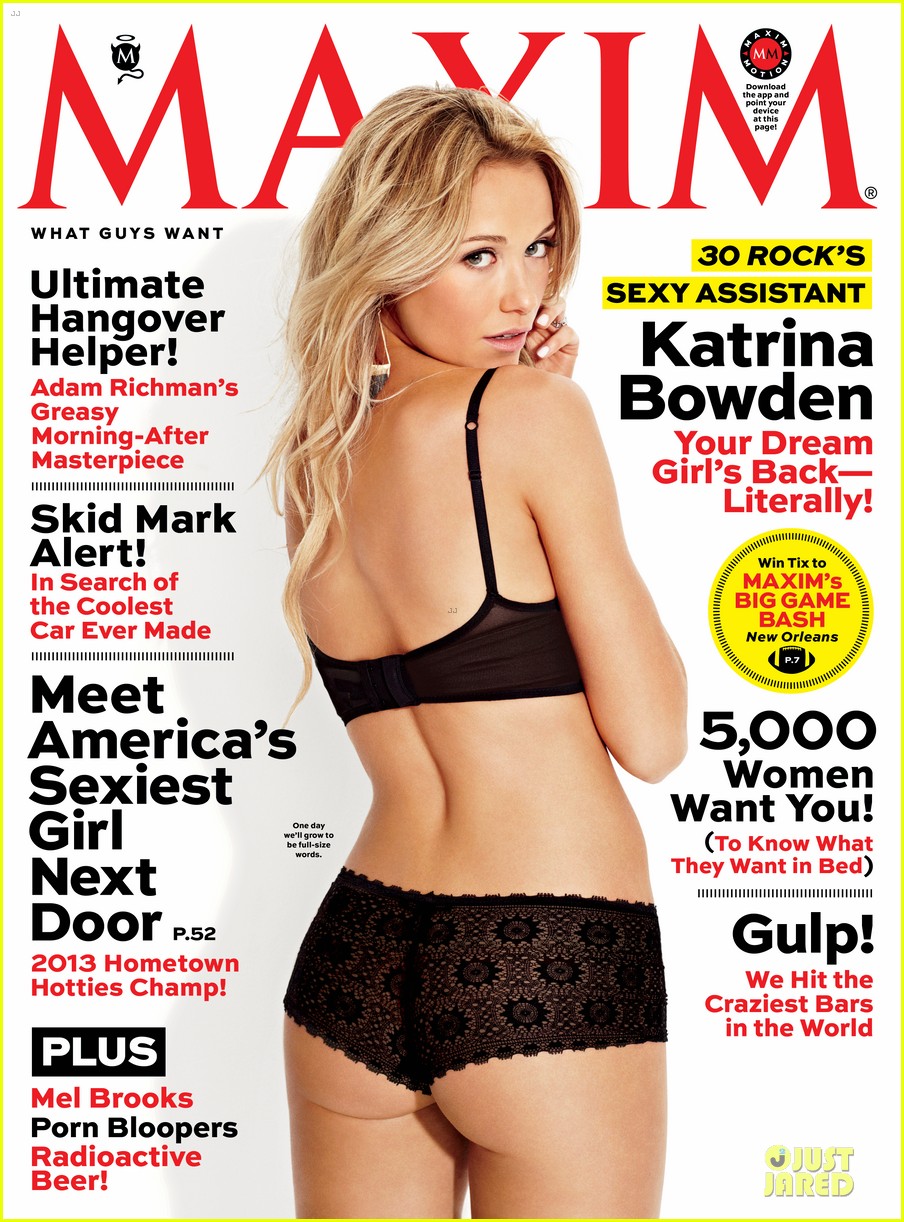 MAXIM
®
M
MAXIM MOTION
MM
Download
the app and
point your
device
at this
page!
WHAT GUYS WANT
Ultimate
Hangover
Helper!
Adam Richman's
Greasy
Morning-After
Masterpiece
Skid Mark
Alert!
In Search of
the Coolest
Car Ever Made
Meet
America's
Sexiest
Girl
Next
Door P.52
2013 Hometown
Hotties Champ!
PLUS
Mel Brooks
Porn Bloopers
Radioactive
Beer!
One day
we'll grow to
be full-size
words.
30 ROCK'S
SEXY ASSISTANT
Katrina
Bowden
Your Dream
Girl's Back—
Literally!
Win Tix to
MAXIM's
BIG GAME
BASH
New Orleans
P.7
5,000
Women
Want You!
(To Know What
They Want in Bed)
Gulp!
We Hit the
Craziest Bars
in the World
JUST
JARED
JJ
JJ